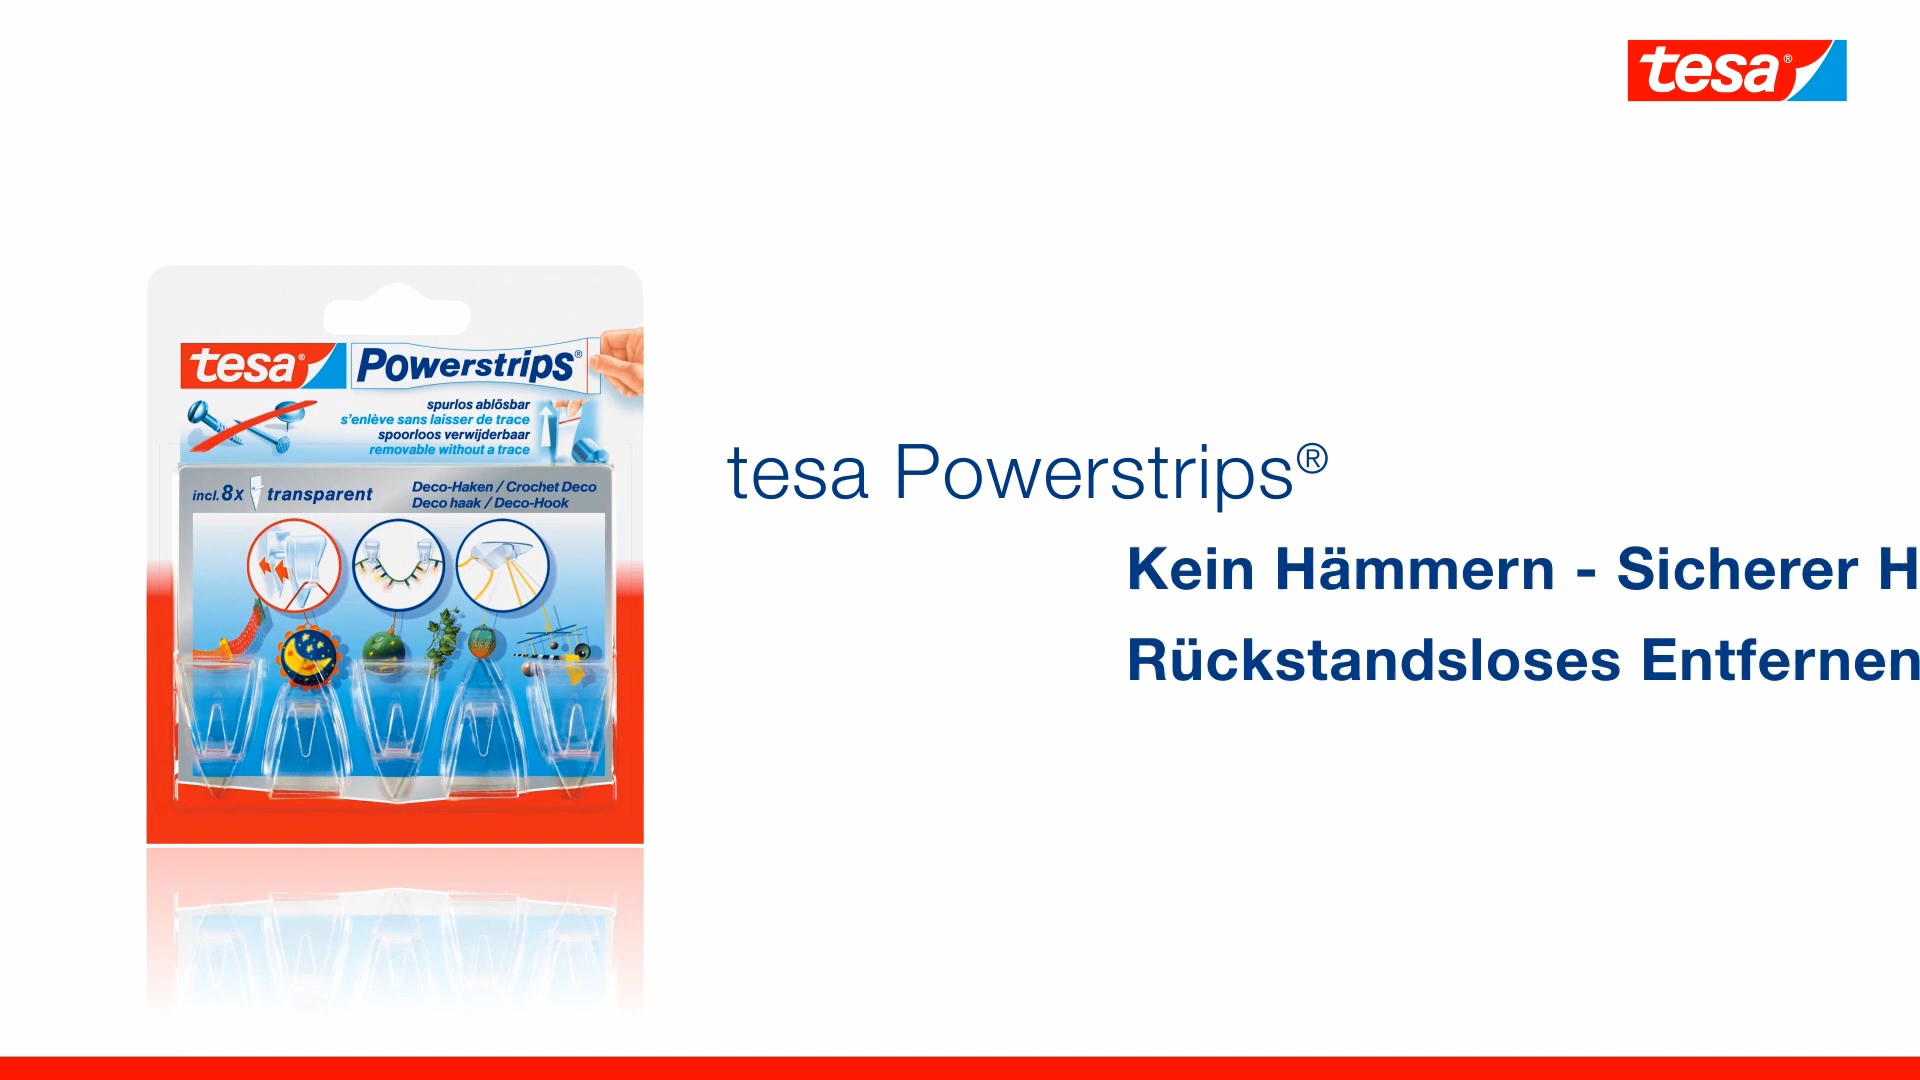 tesa®
tesa® Powerstrips®
spurlos ablösbar
s'enlève sans laisser de trace
spoorloos verwijderbaar
removable without a trace
incl. 8x transparent
Deco-Haken / Crochet Deco
Deco haak / Deco-Hook
tesa Powerstrips®
Kein Hämmern - Sicherer H
Rückstandsloses Entfernen